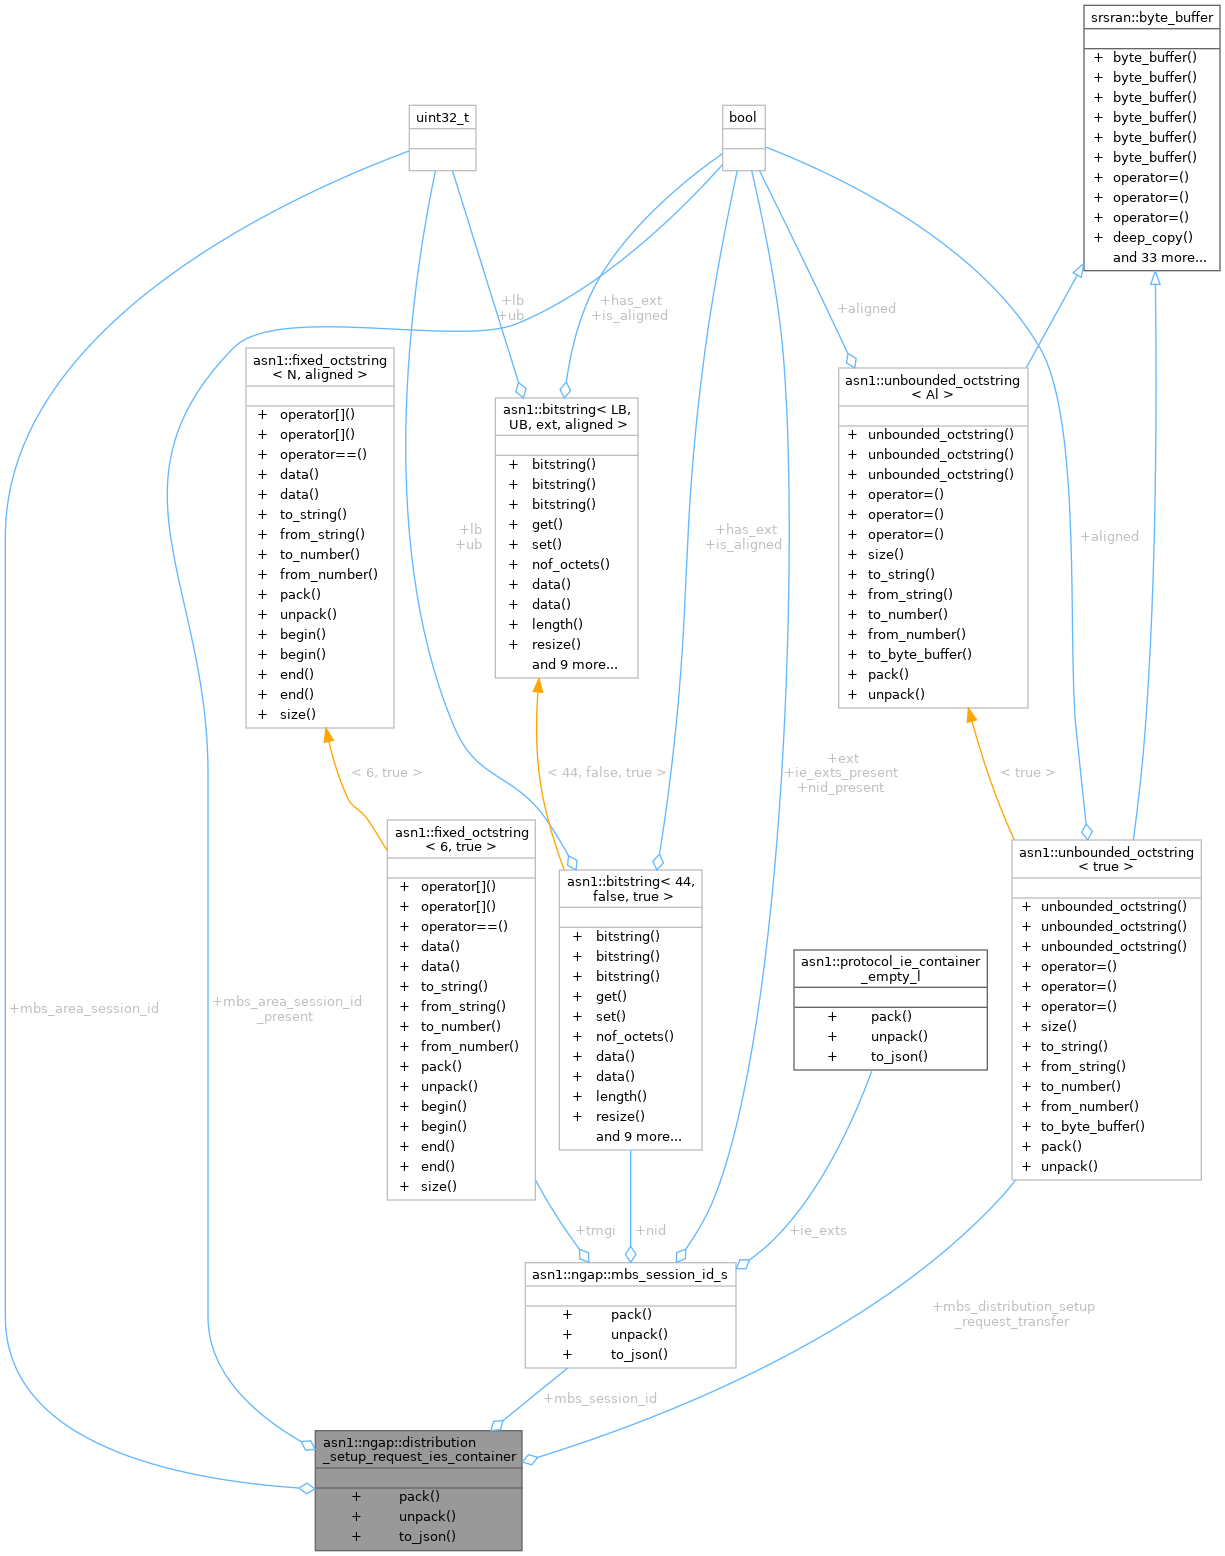 srsran::byte_buffer
+ byte_buffer()
+ byte_buffer()
+ byte_buffer()
+ byte_buffer()
+ byte_buffer()
+ byte_buffer()
+ operator=()
+ operator=()
+ operator=()
+ deep_copy()
and 33 more...
uint32_t
bool
+lb
+ub
+has_ext
+is_aligned
+aligned
asn1::fixed_octstring
< N, aligned >
+ operator[]()
+ operator[]()
+ operator==()
+ data()
+ data()
+ to_string()
+ from_string()
+ to_number()
+ from_number()
+ pack()
+ unpack()
+ begin()
+ begin()
+ end()
+ end()
+ size()
asn1::bitstring< LB,
UB, ext, aligned >
+ bitstring()
+ bitstring()
+ bitstring()
+ get()
+ set()
+ nof_octets()
+ data()
+ data()
+ length()
+ resize()
and 9 more...
asn1::unbounded_octstring
< Al >
+ unbounded_octstring()
+ unbounded_octstring()
+ unbounded_octstring()
+ operator=()
+ operator=()
+ operator=()
+ size()
+ to_string()
+ from_string()
+ to_number()
+ from_number()
+ to_byte_buffer()
+ pack()
+ unpack()
+lb
+ub
+has_ext
+is_aligned
+aligned
< 6, true >
< 44, false, true >
+ext
+ie_exts_present
+nid_present
< true >
asn1::fixed_octstring
< 6, true >
+ operator[]()
+ operator[]()
+ operator==()
+ data()
+ data()
+ to_string()
+ from_string()
+ to_number()
+ from_number()
+ pack()
+ unpack()
+ begin()
+ begin()
+ end()
+ end()
+ size()
asn1::bitstring< 44,
false, true >
+ bitstring()
+ bitstring()
+ bitstring()
+ get()
+ set()
+ nof_octets()
+ data()
+ data()
+ length()
+ resize()
and 9 more...
asn1::protocol_ie_container
_empty_l
+ pack()
+ unpack()
+ to_json()
asn1::unbounded_octstring
< true >
+ unbounded_octstring()
+ unbounded_octstring()
+ unbounded_octstring()
+ operator=()
+ operator=()
+ operator=()
+ size()
+ to_string()
+ from_string()
+ to_number()
+ from_number()
+ to_byte_buffer()
+ pack()
+ unpack()
+mbs_area_session_id
+mbs_area_session_id
_present
+tmgi
+nid
+ie_exts
asn1::ngap::mbs_session_id_s
+ pack()
+ unpack()
+ to_json()
+mbs_distribution_setup
_request_transfer
+mbs_session_id
asn1::ngap::distribution
_setup_request_ies_container
+ pack()
+ unpack()
+ to_json()